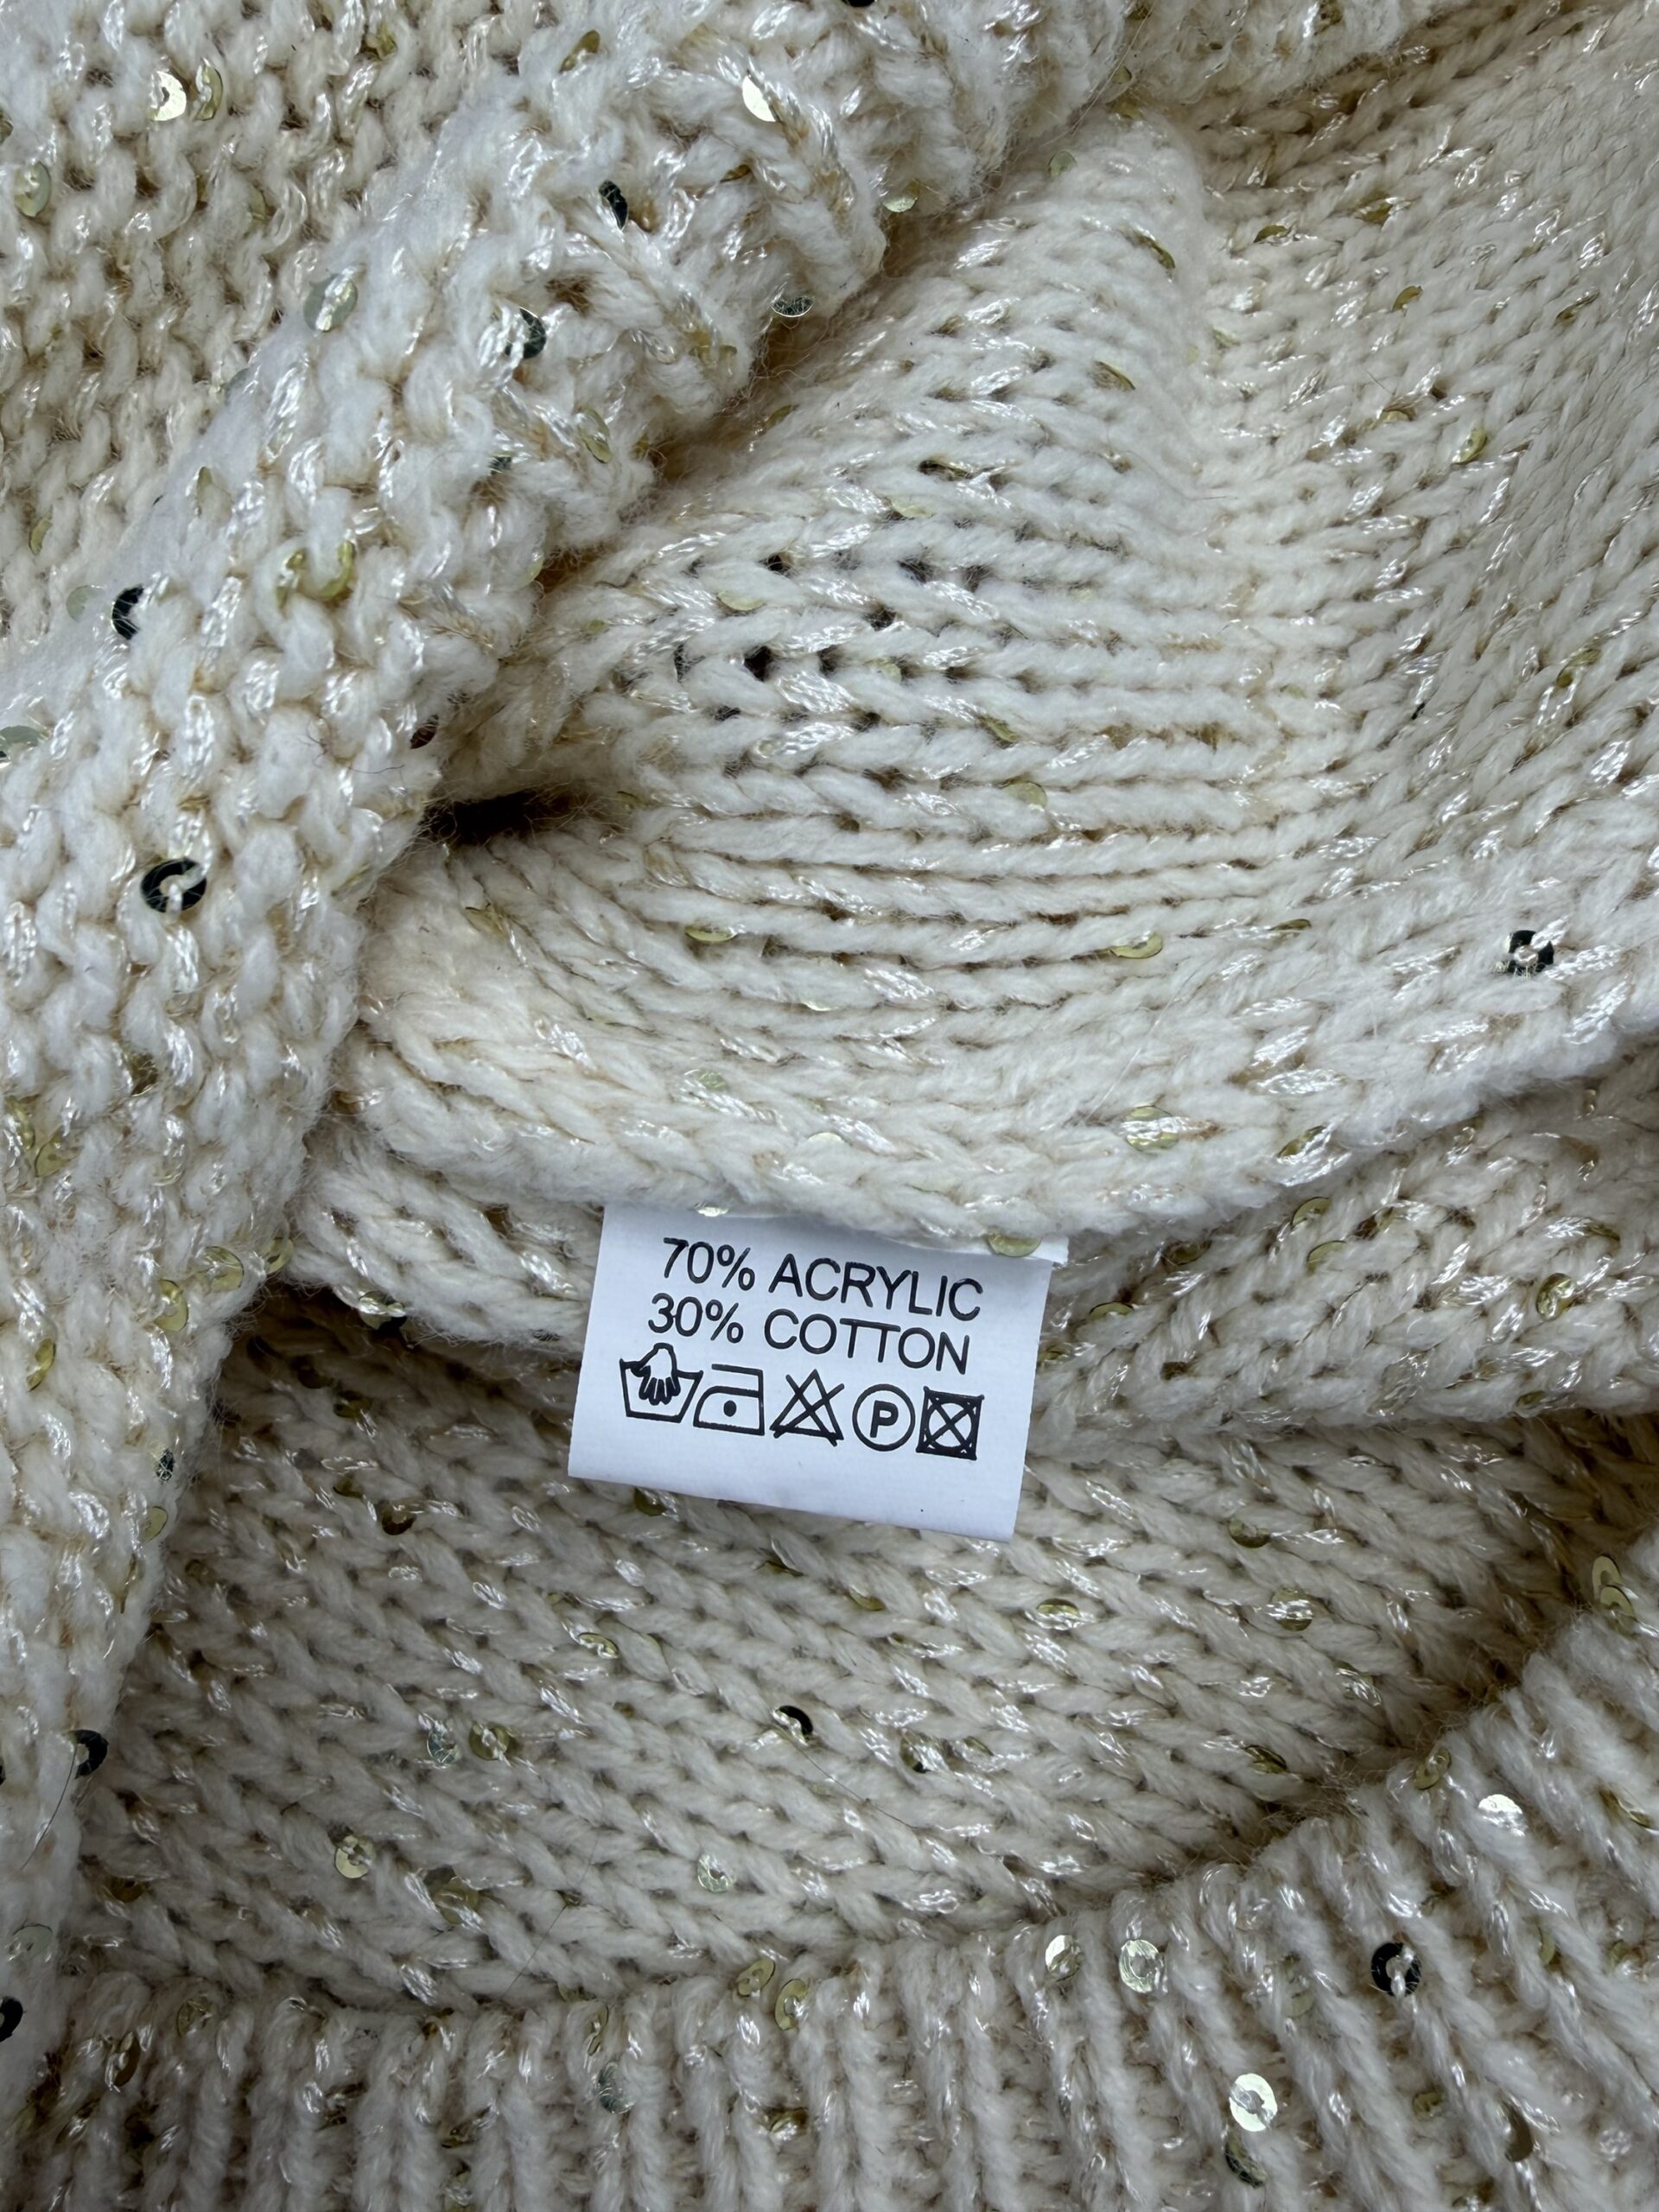 70% ACRYLIC
30% COTTON
P